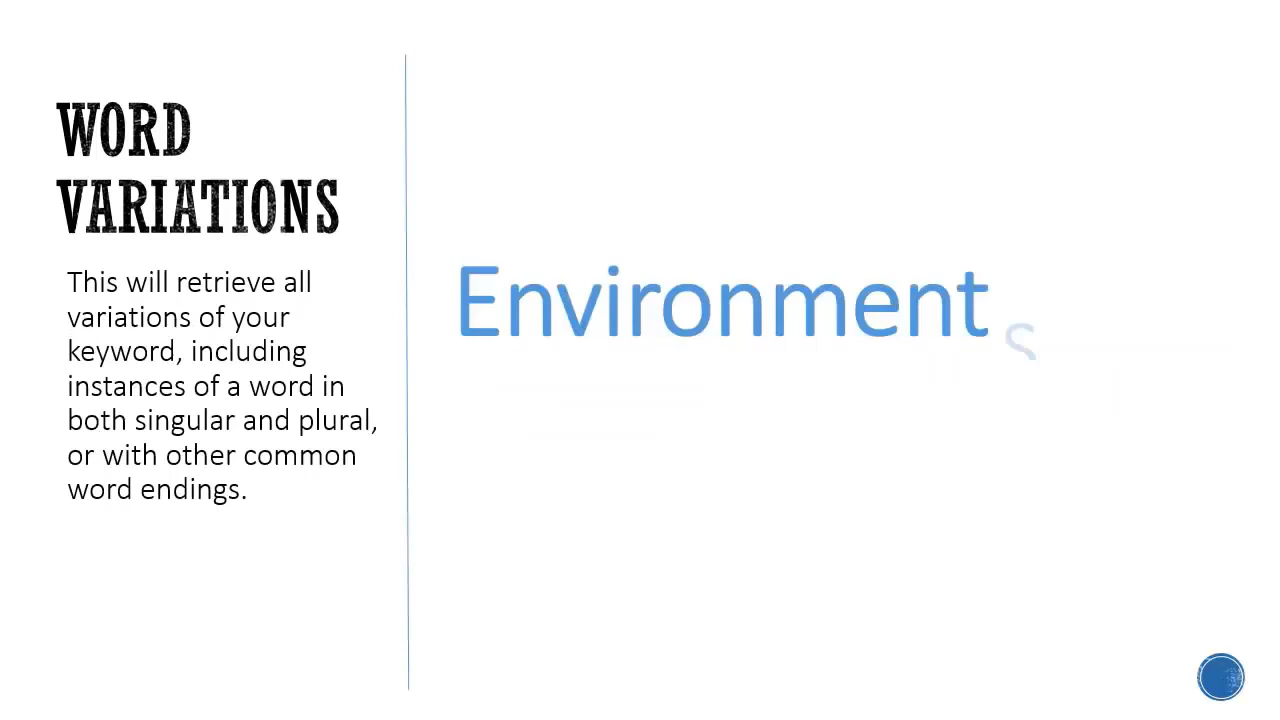 WORD
VARIATIONS
This will retrieve all
variations of your
keyword, including
instances of a word in
both singular and plural,
or with other common
word endings.
Environment s